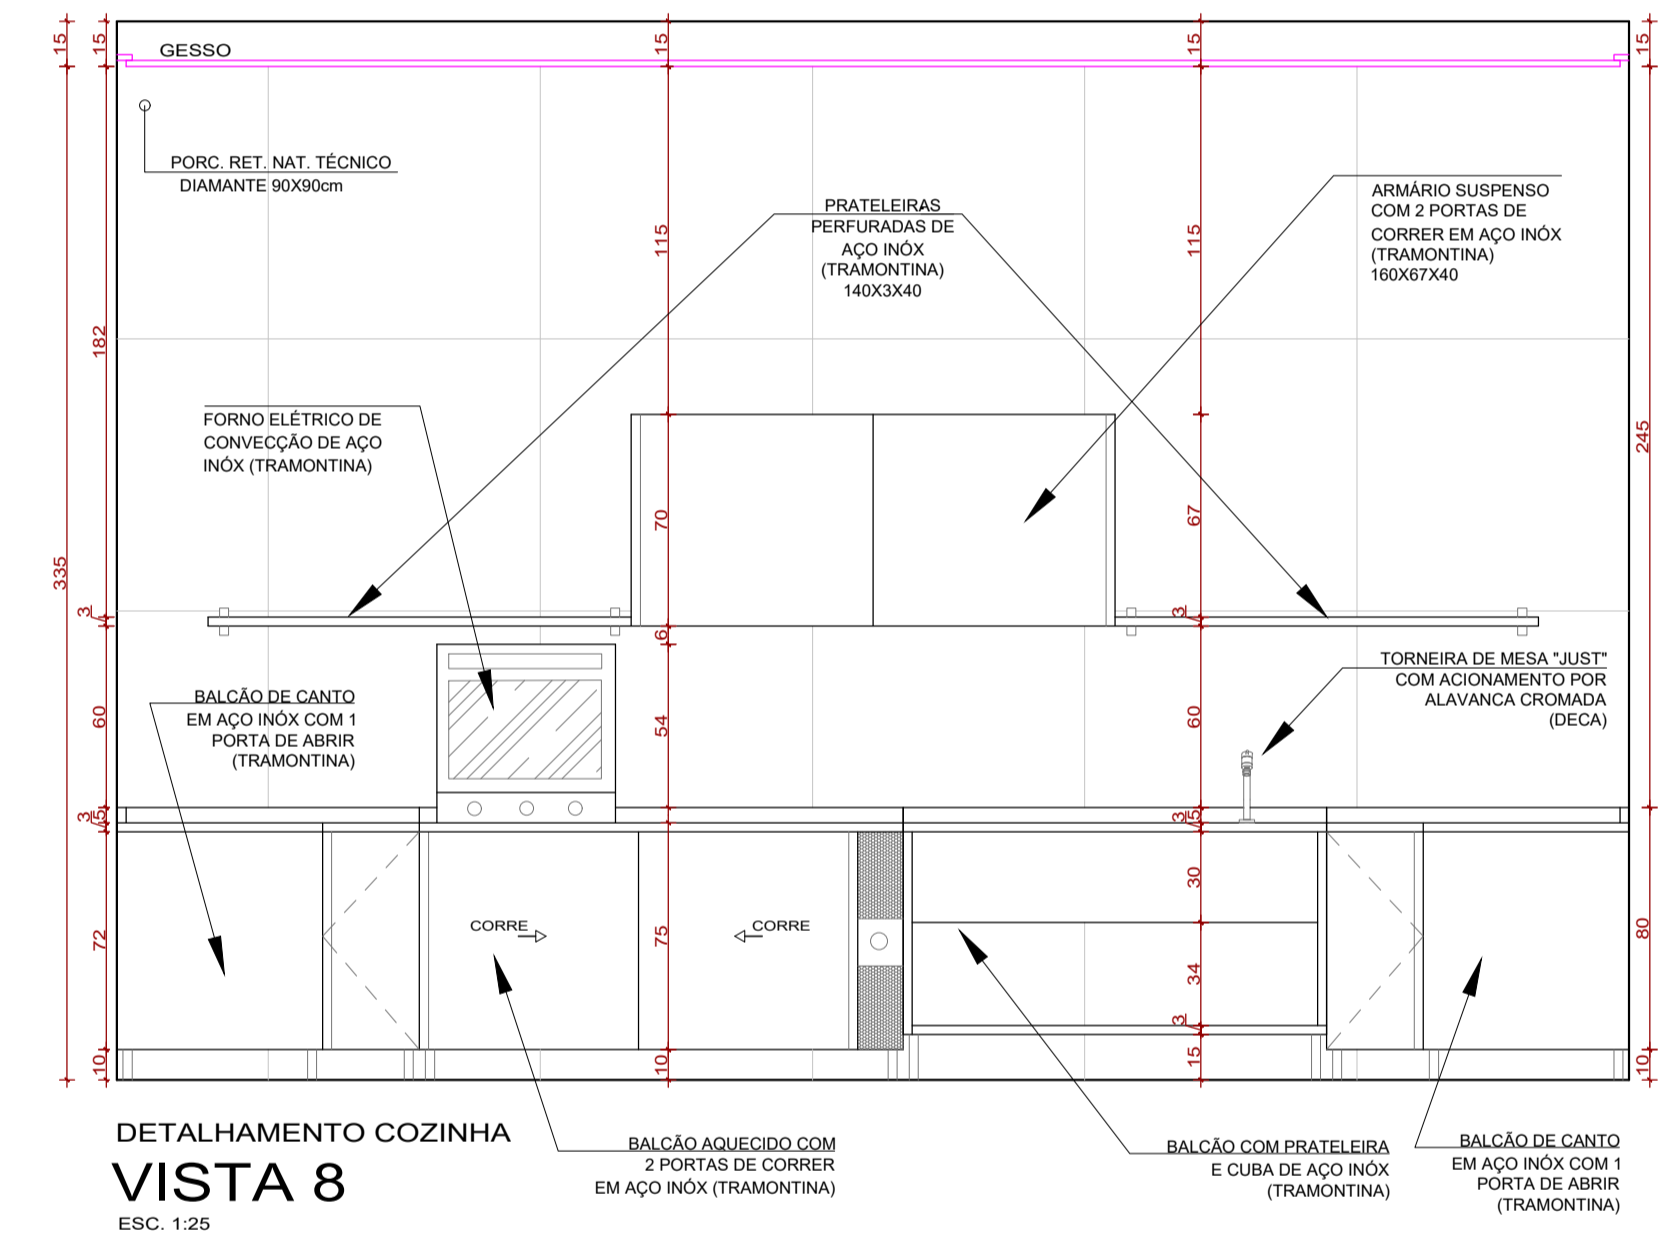 15
15
15
15
15
GESSO
PORC. RET. NAT. TÉCNICO
DIAMANTE 90X90cm
PRATELEIRAS
PERFURADAS DE
AÇO INÓX
(TRAMONTINA)
140X3X40
ARMÁRIO SUSPENSO
COM 2 PORTAS DE
CORRER EM AÇO INÓX
(TRAMONTINA)
160X67X40
115
115
182
245
335
FORNO ELÉTRICO DE
CONVECÇÃO DE AÇO
INÓX (TRAMONTINA)
70
67
3
3
6
TORNEIRA DE MESA "JUST"
COM ACIONAMENTO POR
ALAVANCA CROMADA
(DECA)
BALCÃO DE CANTO
EM AÇO INÓX COM 1
PORTA DE ABRIR
(TRAMONTINA)
60
54
60
3
5
3
5
30
CORRE
CORRE
72
75
34
80
3
10
10
15
10
DETALHAMENTO COZINHA
VISTA 8
ESC. 1:25
BALCÃO AQUECIDO COM
2 PORTAS DE CORRER
EM AÇO INÓX (TRAMONTINA)
BALCÃO COM PRATELEIRA
E CUBA DE AÇO INÓX
(TRAMONTINA)
BALCÃO DE CANTO
EM AÇO INÓX COM 1
PORTA DE ABRIR
(TRAMONTINA)